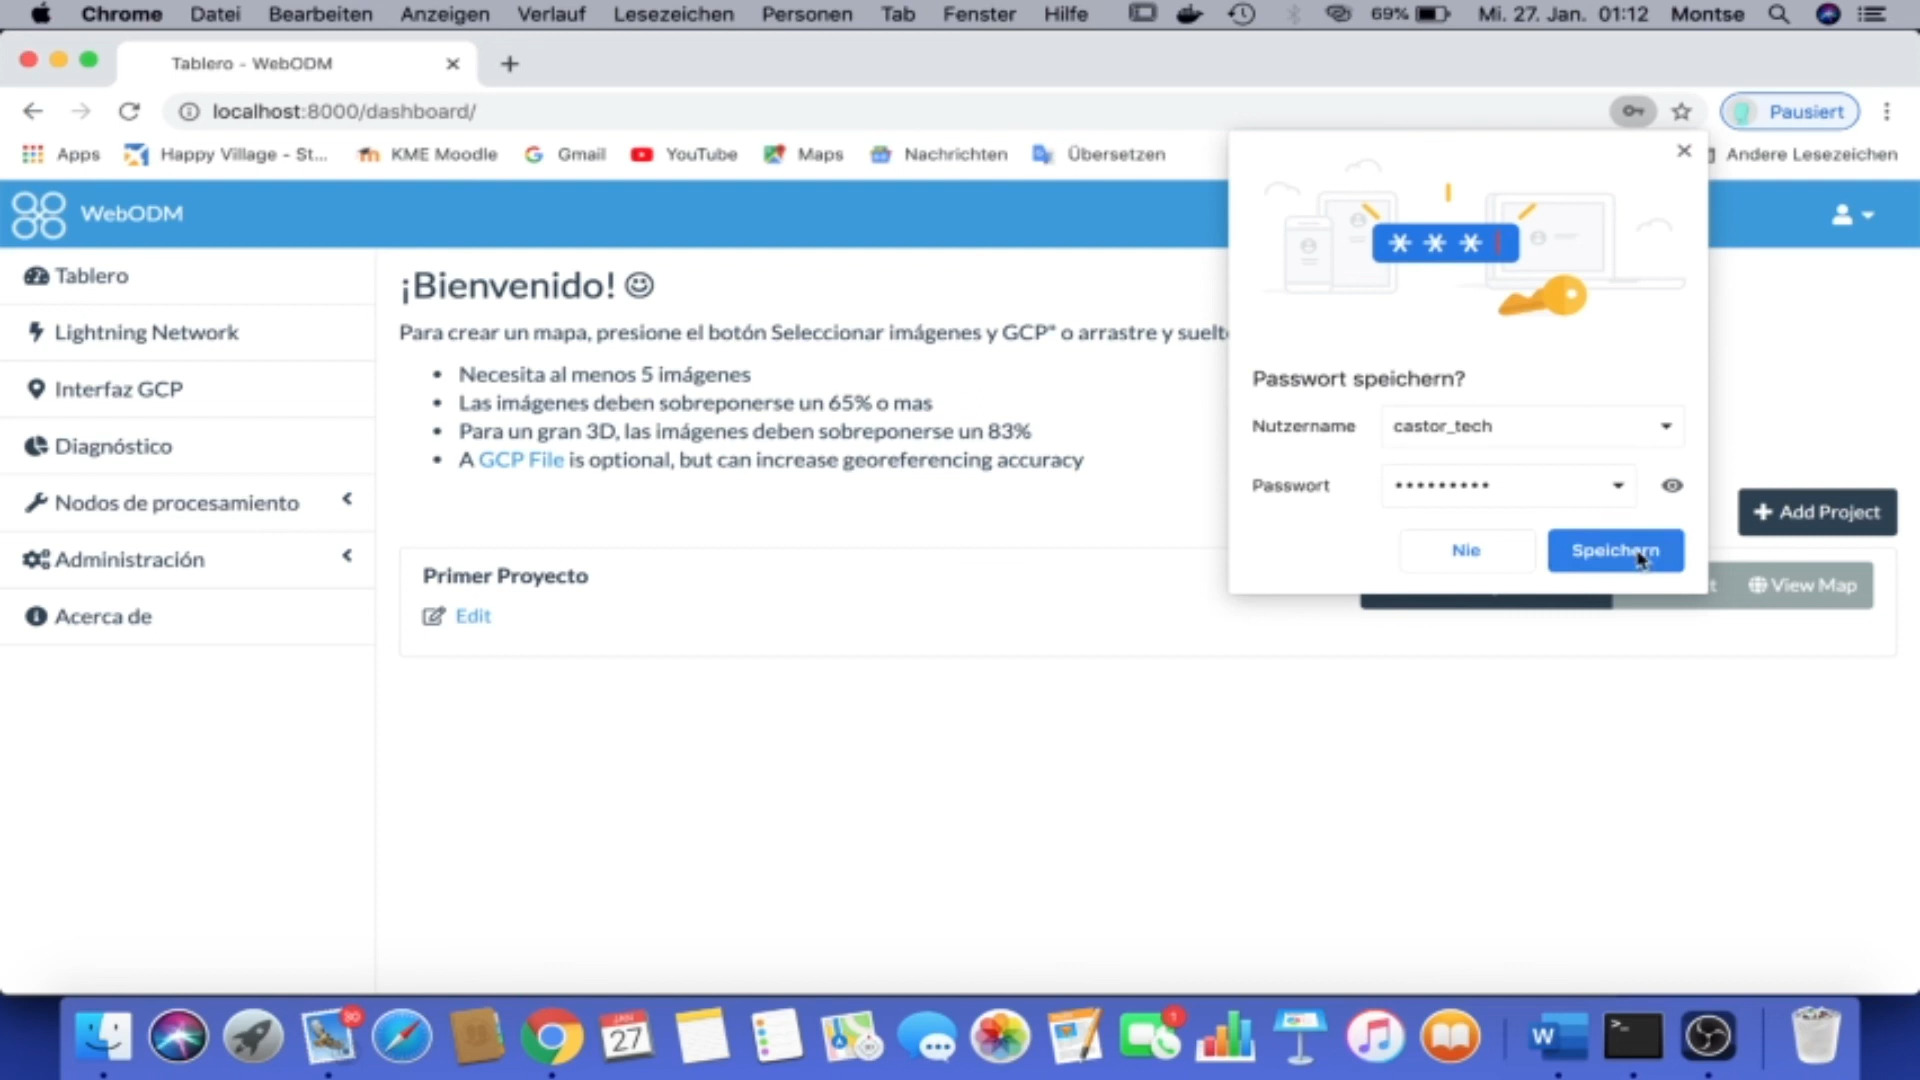 Chrome Datei Bearbeiten Anzeigen Verlauf Lesezeichen Personen Tab Fenster Hilfe 69% Mi. 27. Jan. 01:12 Montse
Tablero - WebODM
localhost:8000/dashboard/ Pausiert
Apps Happy Village - St... KME Moodle Gmail YouTube Maps Nachrichten Übersetzen Andere Lesezeichen
WebODM
Tablero
Lightning Network
Interfaz GCP
Diagnóstico
Nodos de procesamiento
Administración
Acerca de
¡Bienvenido!
Para crear un mapa, presione el botón Seleccionar imágenes y GCP" o arrastre y suelt
• Necesita al menos 5 imágenes
• Las imágenes deben sobreponerse un 65% o mas
• Para un gran 3D, las imágenes deben sobreponerse un 83%
• A GCP File is optional, but can increase georeferencing accuracy
+ Add Project
Primer Proyecto
Edit
View Map
* * *
Passwort speichern?
Nutzername castor_tech
Passwort •••••••••
Nie Speichern
30 JAN 27 1 W >_